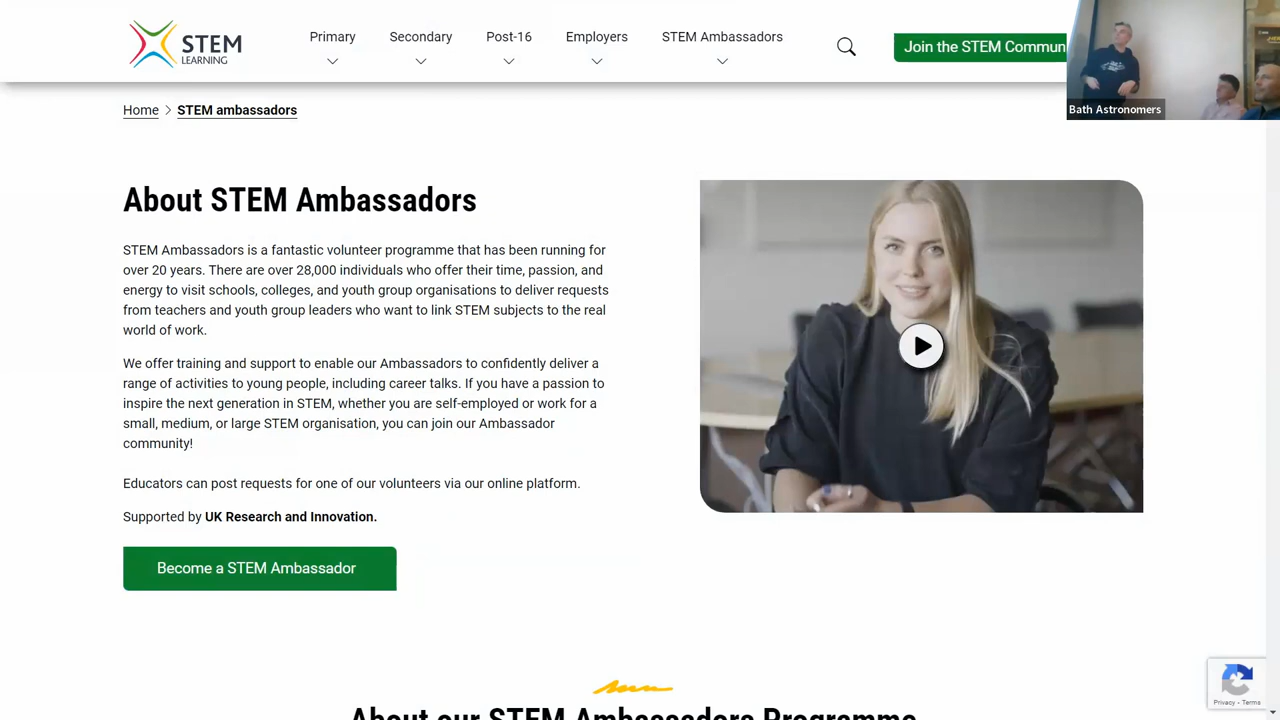 STEM
LEARNING
Primary
Secondary
Post-16
Employers
STEM Ambassadors
Join the STEM Commun
Bath Astronomers
Home
STEM ambassadors
About STEM Ambassadors
STEM Ambassadors is a fantastic volunteer programme that has been running for
over 20 years. There are over 28,000 individuals who offer their time, passion, and
energy to visit schools, colleges, and youth group organisations to deliver requests
from teachers and youth group leaders who want to link STEM subjects to the real
world of work.
We offer training and support to enable our Ambassadors to confidently deliver a
range of activities to young people, including career talks. If you have a passion to
inspire the next generation in STEM, whether you are self-employed or work for a
small, medium, or large STEM organisation, you can join our Ambassador
community!
Educators can post requests for one of our volunteers via our online platform.
Supported by UK Research and Innovation.
Become a STEM Ambassador
Privacy - Terms
About our STEM Ambassadors Programme